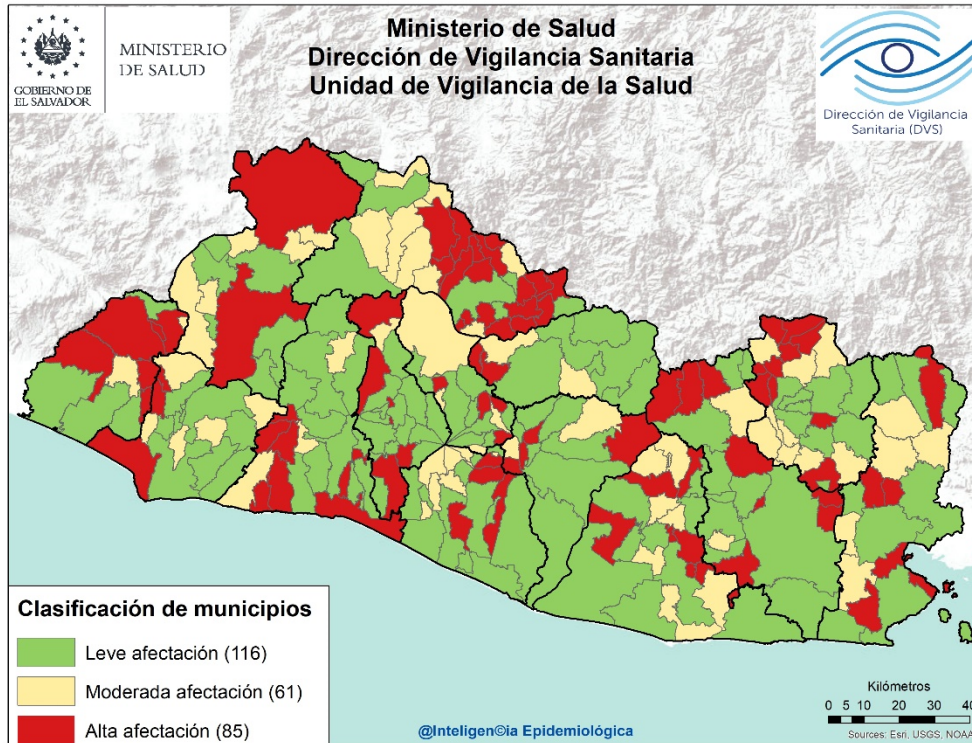 Ministerio de Salud
Dirección de Vigilancia Sanitaria
Unidad de Vigilancia de la Salud
GOBIERNO DE
EL SALVADOR
MINISTERIO
DE SALUD
Dirección de Vigilancia
Sanitaria (DVS)
Clasificación de municipios
Leve afectación (116)
Moderada afectación (61)
Alta afectación (85)
@Inteligen©ia Epidemiológica
Kilómetros
0 5 10 20 30 40
Sources: Esri, USGS, NOAA